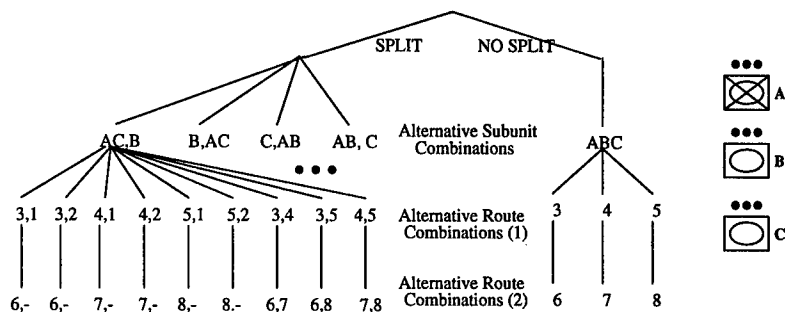 SPLIT NO SPLIT
A
AC,B B,AC C,AB AB, C Alternative Subunit Combinations ABC
B
3,1 3,2 4,1 4,2 5,1 5,2 3,4 3,5 4,5 Alternative Route Combinations (1) 3 4 5
C
6,- 6,- 7,- 7,- 8,- 8.- 6,7 6,8 7,8 Alternative Route Combinations (2) 6 7 8